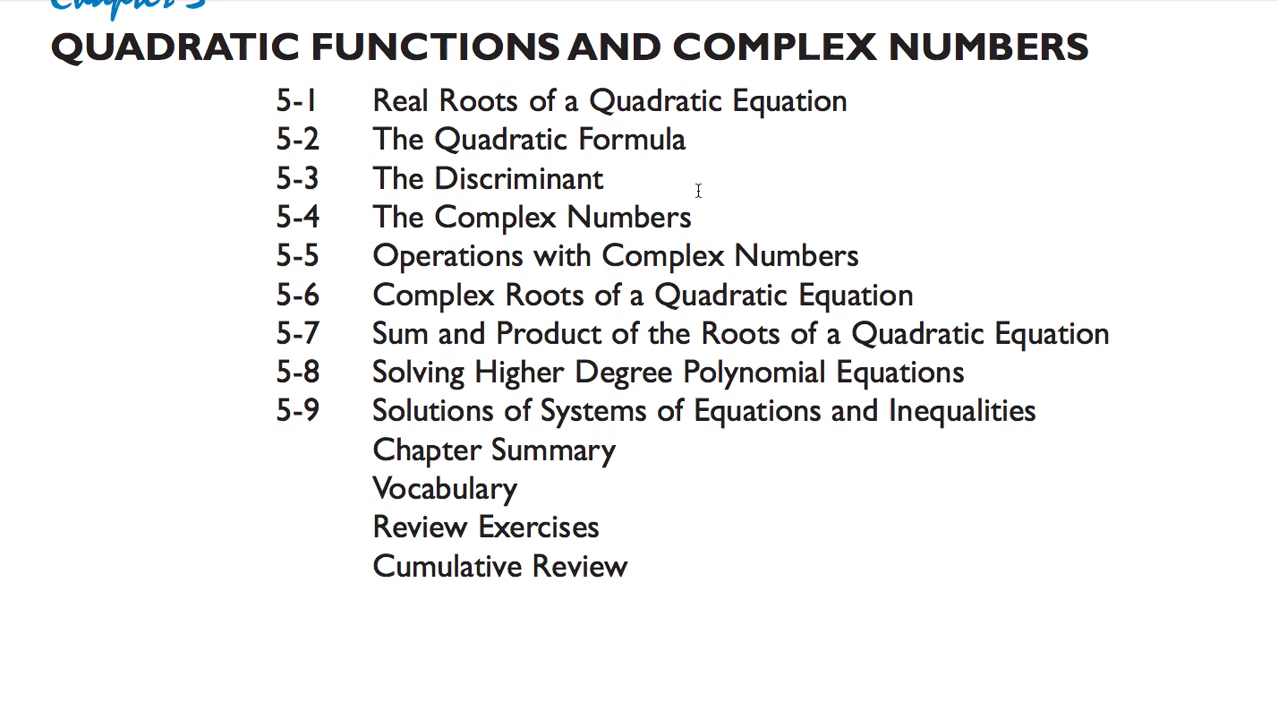 Chapter 5
QUADRATIC FUNCTIONS AND COMPLEX NUMBERS
5-1 Real Roots of a Quadratic Equation
5-2 The Quadratic Formula
5-3 The Discriminant
5-4 The Complex Numbers
5-5 Operations with Complex Numbers
5-6 Complex Roots of a Quadratic Equation
5-7 Sum and Product of the Roots of a Quadratic Equation
5-8 Solving Higher Degree Polynomial Equations
5-9 Solutions of Systems of Equations and Inequalities
Chapter Summary
Vocabulary
Review Exercises
Cumulative Review